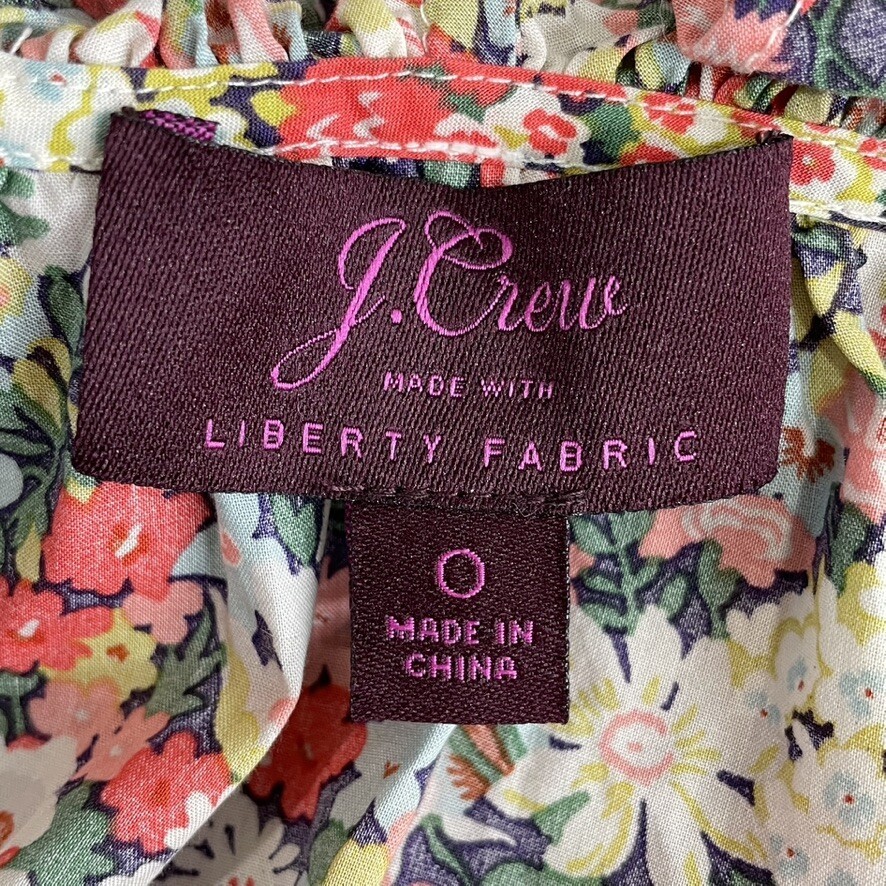 J.Crew
MADE WITH
LIBERTY FABRIC
0
MADE IN
CHINA